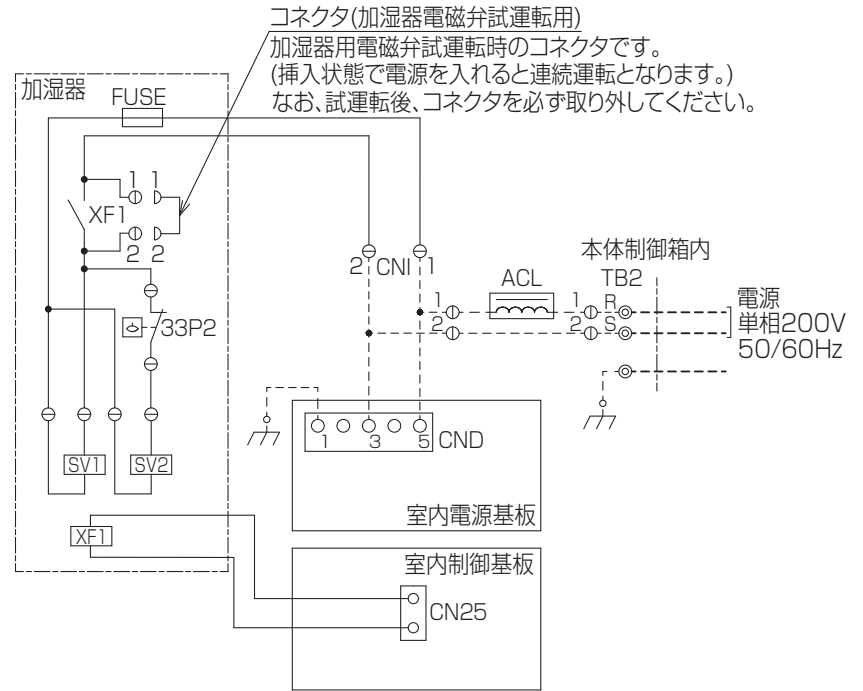 コネクタ(加湿器電磁弁試運転用)
加湿器用電磁弁試運転時のコネクタです。
(挿入状態で電源を入れると連続運転となります。)
なお、試運転後、コネクタを必ず取り外してください。
加湿器
FUSE
1 1
XF1
2 2
33P2
SV1 SV2
XF1
2 CNI 1
ACL
本体制御箱内
TB2
1 1 R
2 2 S
電源
単相200V
50/60Hz
1 3 5 CND
室内電源基板
室内制御基板
CN25